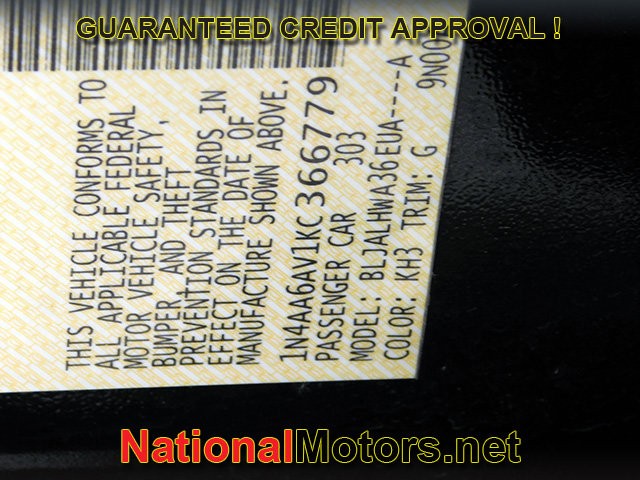 GUARANTEED CREDIT APPROVAL !
THIS VEHICLE CONFORMS TO
ALL APPLICABLE FEDERAL
MOTOR VEHICLE SAFETY,
BUMPER AND THEFT
PREVENTION STANDARDS IN
EFFECT ON THE DATE OF
MANUFACTURE SHOWN ABOVE.
1N4AA6AV1KC366779
PASSENGER CAR 303
MODEL: BLJALHWA36EUA----A
COLOR: KH3 TRIM: G 9N00
NationalMotors.net